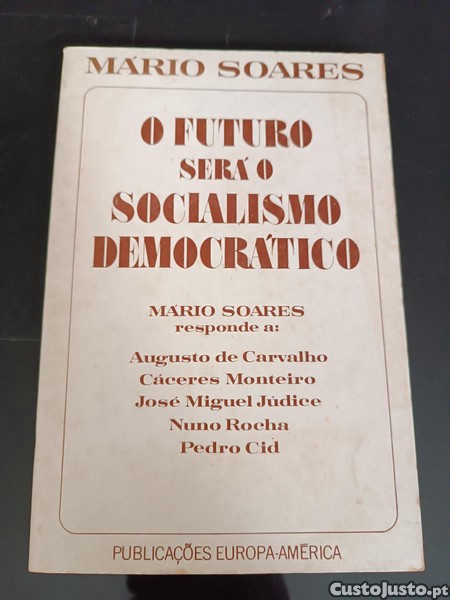 MÁRIO SOARES
O FUTURO
SERÁ O
SOCIALISMO
DEMOCRÁTICO
MÁRIO SOARES
responde a:
Augusto de Carvalho
Cáceres Monteiro
José Miguel Júdice
Nuno Rocha
Pedro Cid
PUBLICAÇÕES EUROPA-AMÉRICA
CustoJusto.pt